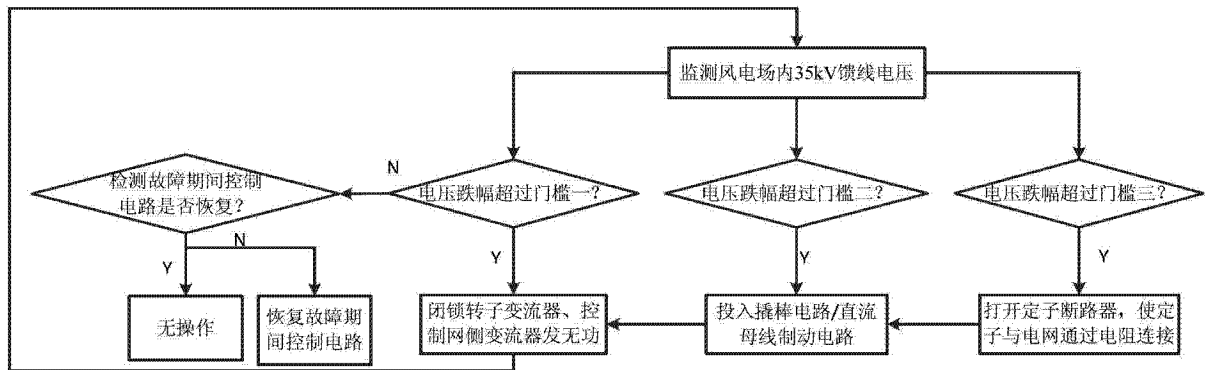 监测风电场内35kV馈线电压
检测故障期间控制
电路是否恢复？
N
电压跌幅超过门槛一？
电压跌幅超过门槛二？
电压跌幅超过门槛三？
Y
N
Y
Y
Y
无操作
恢复故障期
间控制电路
闭锁转子变流器、控
制网侧变流器发无功
投入撬棒电路/直流
母线制动电路
打开定子断路器，使定
子与电网通过电阻连接